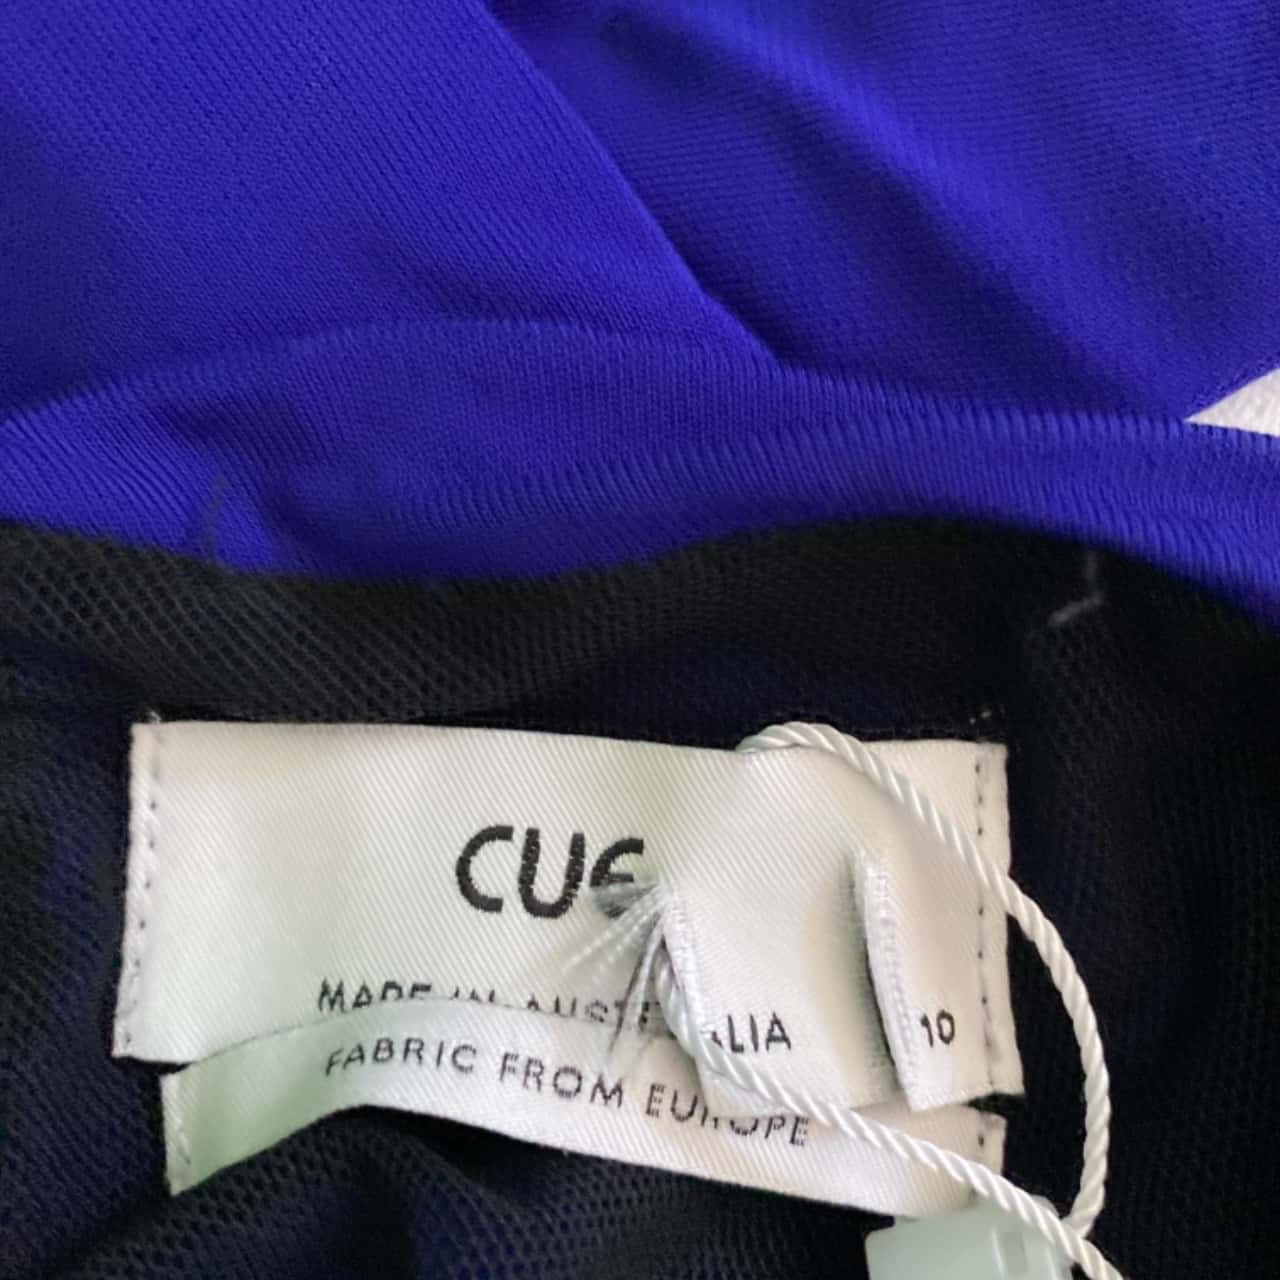 CUE
MADE IN AUSTRALIA
10
FABRIC FROM EUROPE